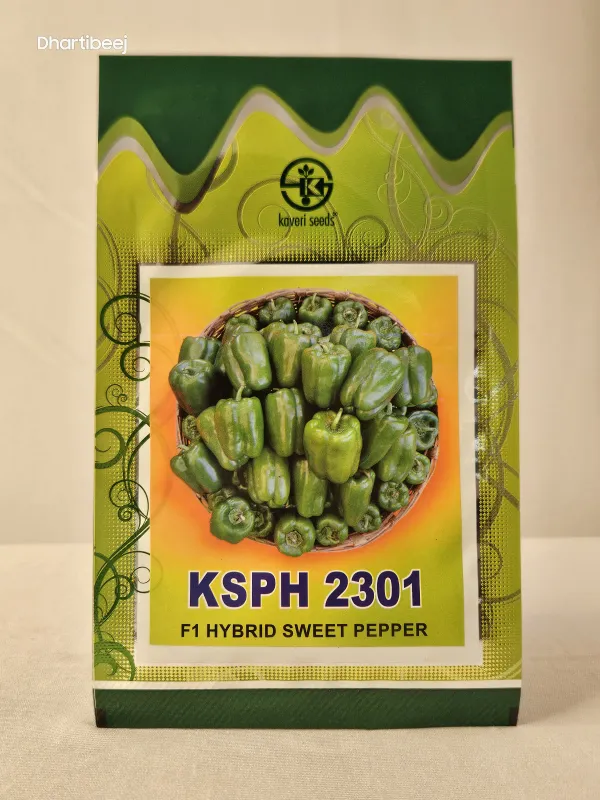 Dhartibeej
K
kaveri seeds®
KSPH 2301
F1 HYBRID SWEET PEPPER